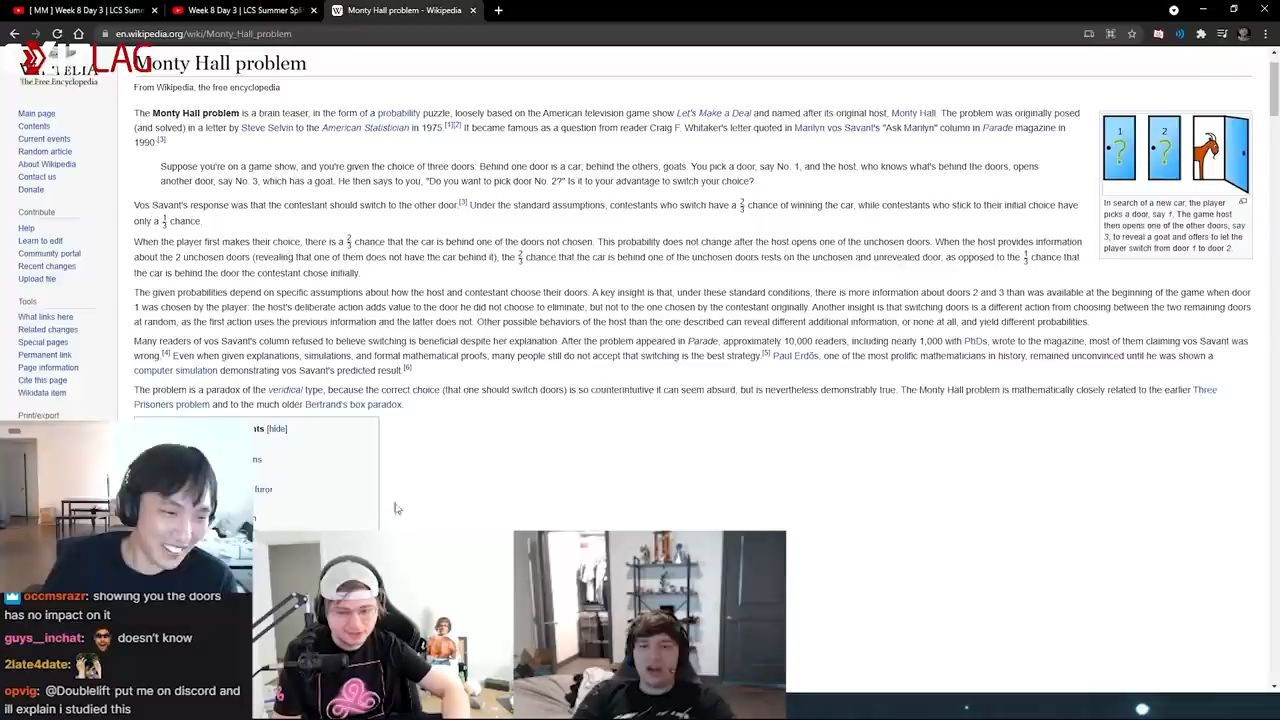 [ MM ] Week 8 Day 3 | LCS Summ
Week 8 Day 3 | LCS Summer Spli
Monty Hall problem - Wikipedia
en.wikipedia.org/wiki/Monty_Hall_problem
LAG
The Free Encyclopedia
Monty Hall problem
From Wikipedia, the free encyclopedia
Main page
Contents
Current events
Random article
About Wikipedia
Contact us
Donate
Contribute
Help
Learn to edit
Community portal
Recent changes
Upload file
Tools
What links here
Related changes
Special pages
Permanent link
Page information
Cite this page
Wikidata item
Print/export
The Monty Hall problem is a brain teaser, in the form of a probability puzzle, loosely based on the American television game show Let's Make a Deal and named after its original host, Monty Hall. The problem was originally posed
(and solved) in a letter by Steve Selvin to the American Statistician in 1975.[1][2] It became famous as a question from reader Craig F. Whitaker's letter quoted in Marilyn vos Savant's "Ask Marilyn" column in Parade magazine in
1990:[3]
Suppose you're on a game show, and you're given the choice of three doors: Behind one door is a car; behind the others, goats. You pick a door, say No. 1, and the host, who knows what's behind the doors, opens
another door, say No. 3, which has a goat. He then says to you, "Do you want to pick door No. 2?" Is it to your advantage to switch your choice?
Vos Savant's response was that the contestant should switch to the other door.[3] Under the standard assumptions, contestants who switch have a 2/3 chance of winning the car, while contestants who stick to their initial choice have
only a 1/3 chance.
When the player first makes their choice, there is a 2/3 chance that the car is behind one of the doors not chosen. This probability does not change after the host opens one of the unchosen doors. When the host provides information
about the 2 unchosen doors (revealing that one of them does not have the car behind it), the 2/3 chance that the car is behind one of the unchosen doors rests on the unchosen and unrevealed door, as opposed to the 1/3 chance that
the car is behind the door the contestant chose initially.
The given probabilities depend on specific assumptions about how the host and contestant choose their doors. A key insight is that, under these standard conditions, there is more information about doors 2 and 3 than was available at the beginning of the game when door
1 was chosen by the player: the host's deliberate action adds value to the door he did not choose to eliminate, but not to the one chosen by the contestant originally. Another insight is that switching doors is a different action from choosing between the two remaining doors
at random, as the first action uses the previous information and the latter does not. Other possible behaviors of the host than the one described can reveal different additional information, or none at all, and yield different probabilities.
Many readers of vos Savant's column refused to believe switching is beneficial despite her explanation. After the problem appeared in Parade, approximately 10,000 readers, including nearly 1,000 with PhDs, wrote to the magazine, most of them claiming vos Savant was
wrong.[4] Even when given explanations, simulations, and formal mathematical proofs, many people still do not accept that switching is the best strategy.[5] Paul Erdős, one of the most prolific mathematicians in history, remained unconvinced until he was shown a
computer simulation demonstrating vos Savant's predicted result.[6]
The problem is a paradox of the veridical type, because the correct choice (that one should switch doors) is so counterintuitive it can seem absurd, but is nevertheless demonstrably true. The Monty Hall problem is mathematically closely related to the earlier Three
Prisoners problem and to the much older Bertrand's box paradox.
1 2
? ?
In search of a new car, the player
picks a door, say 1. The game host
then opens one of the other doors, say
3, to reveal a goat and offers to let the
player switch from door 1 to door 2.
[hide]
furor
occmsrazr: showing you the doors
has no impact on it
guys__inchat: doesn't know
2late4date:
opvig: @Doublelift put me on discord and
ill explain i studied this